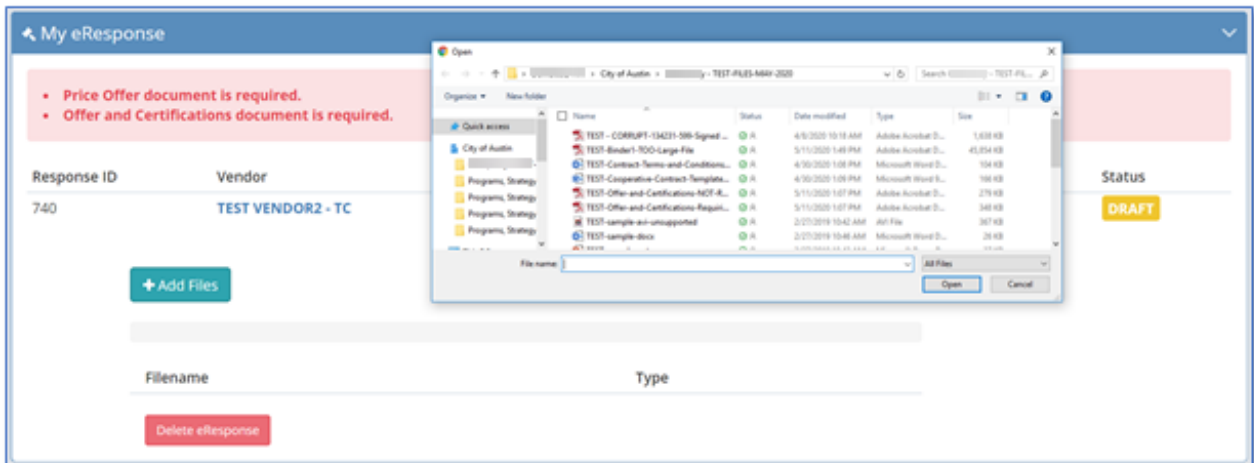 My eResponse
• Price Offer document is required.
• Offer and Certifications document is required.
Response ID Vendor Status
740 TEST VENDOR2 - TC DRAFT
+ Add Files
Filename Type
Delete eResponse
Open
City of Austin › - TEST-FILES-MAY-2020 Search - TEST-FIL...
Organize New folder
Quick access
City of Austin
Programs, Strategy
Programs, Strategy
Programs, Strategy
Programs, Strategy
Name Status Date modified Type Size
TEST - CORRUPT-134231-599-Signed ... 4/8/2020 10:18 AM Adobe Acrobat D... 1,638 KB
TEST-Binder1-TOO-Large-File 5/11/2020 1:49 PM Adobe Acrobat D... 45,054 KB
TEST-Contract-Terms-and-Conditions... 4/30/2020 1:06 PM Microsoft Word D... 104 KB
TEST-Cooperative-Contract-Template... 4/30/2020 1:09 PM Microsoft Word 166 KB
TEST-Offer-and-Certifications-NOT-R... 5/11/2020 1:07 PM Adobe Acrobat D... 279 KB
TEST-Offer-and-Certifications-Requir... 5/11/2020 1:07 PM Adobe Acrobat D... 348 KB
TEST-sample-avi-unsupported 2/27/2019 10:42 AM AVI File 367 KB
TEST-sample-docx 2/27/2019 10:46 AM Microsoft Word D... 26 KB
File name: All Files
Open Cancel